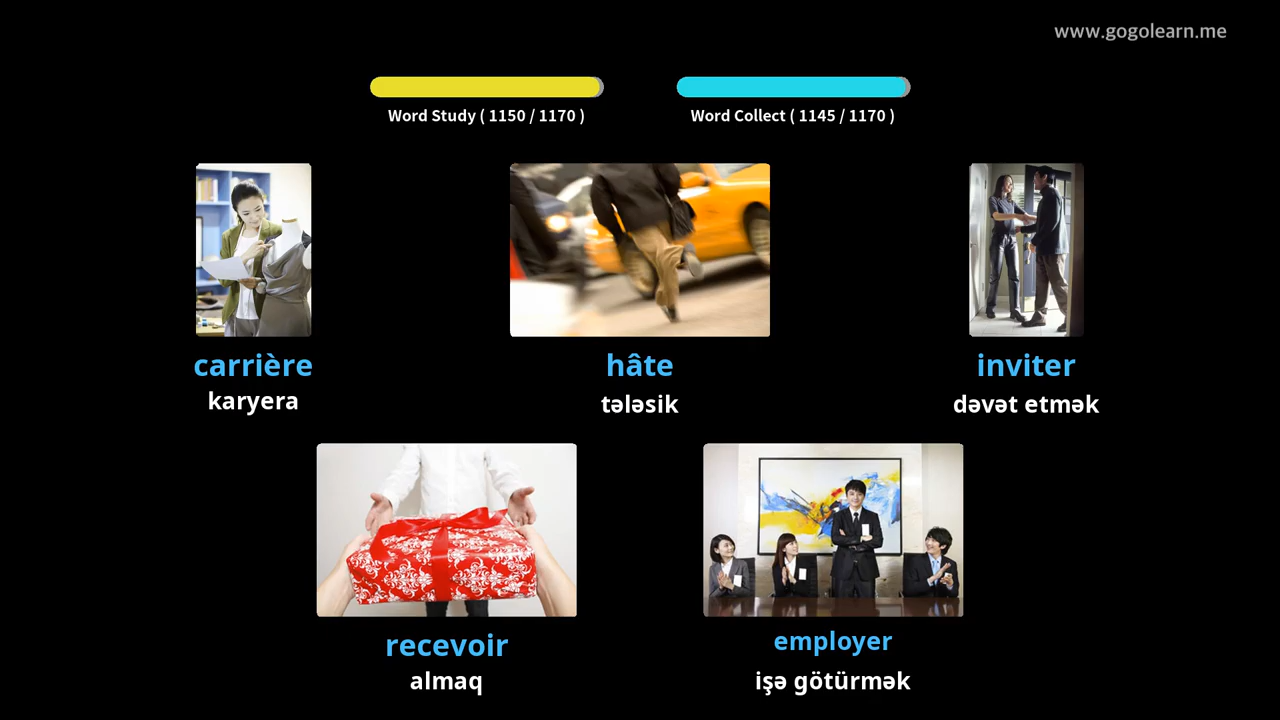 www.gogolearn.me
Word Study ( 1150 / 1170 )
Word Collect ( 1145 / 1170 )
carrière
karyera
hâte
tələsik
inviter
dəvət etmək
recevoir
almaq
employer
işə götürmək